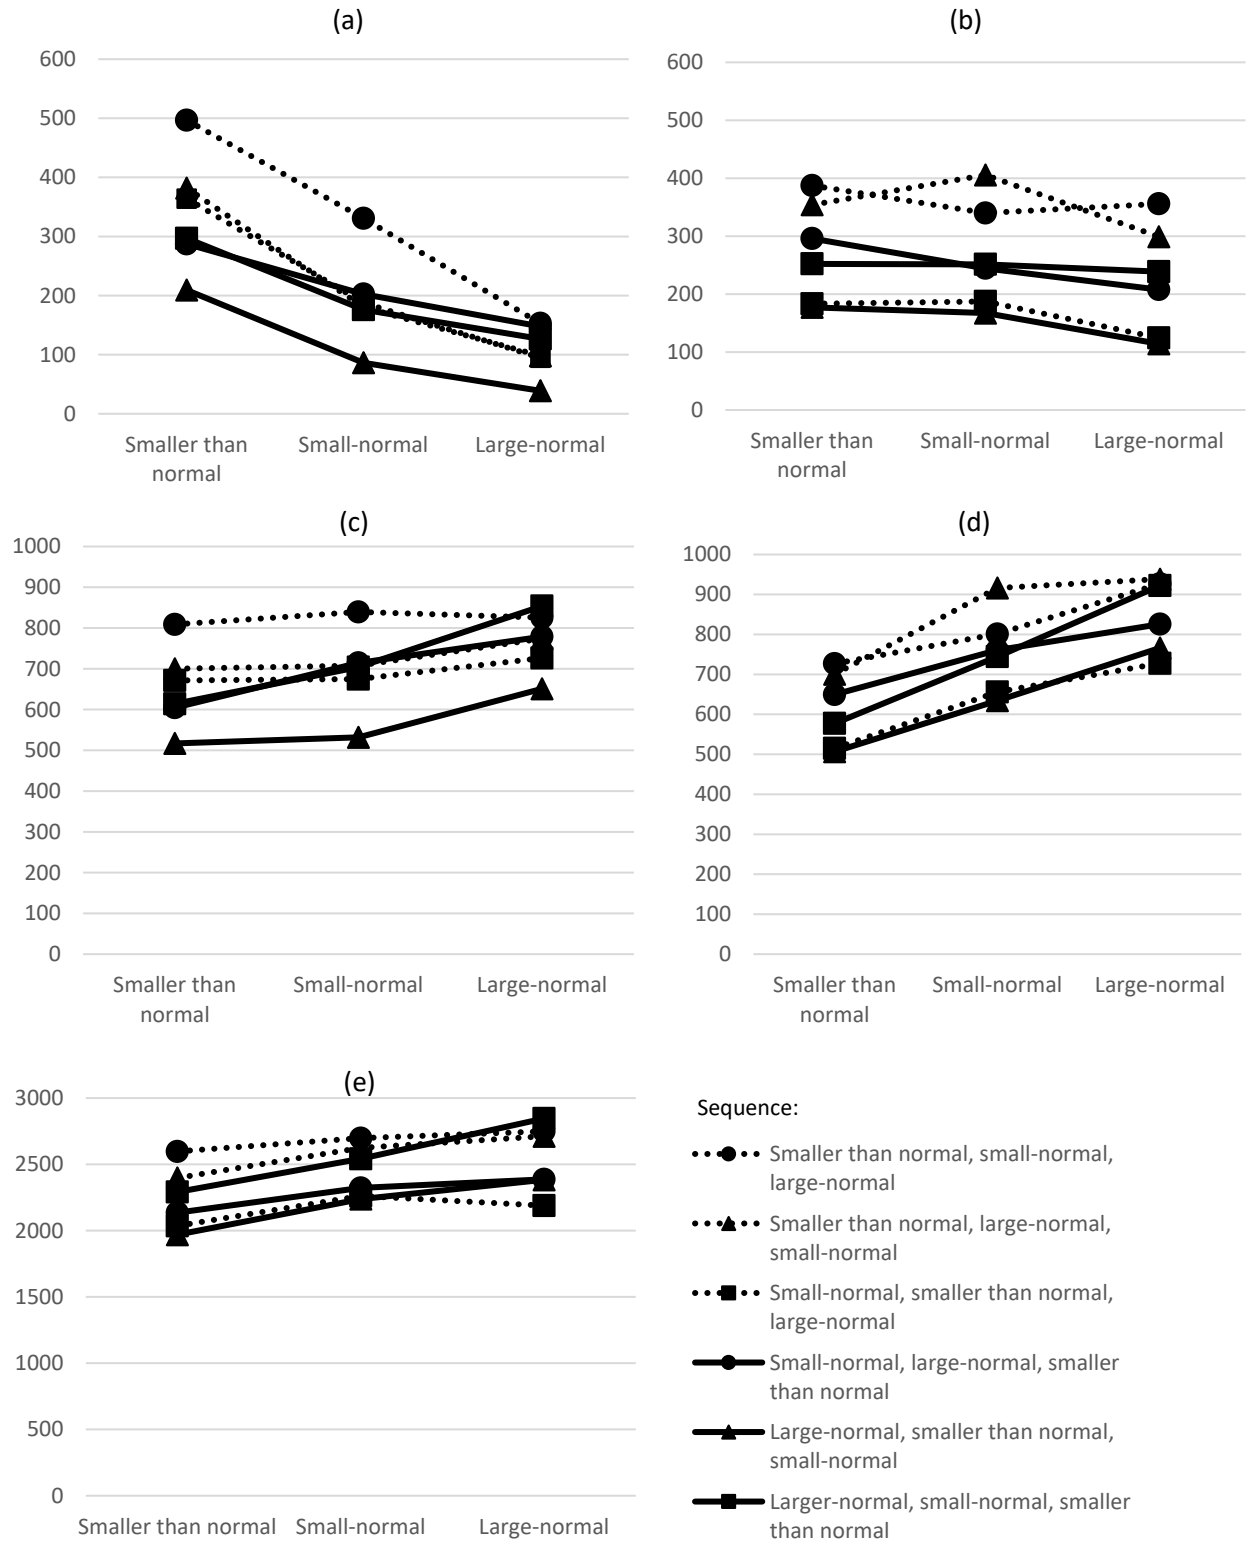 (a)
600
500
400
300
200
100
0
Smaller than
normal
Small-normal
Large-normal
(b)
600
500
400
300
200
100
0
Smaller than
normal
Small-normal
Large-normal
(c)
1000
900
800
700
600
500
400
300
200
100
0
Smaller than
normal
Small-normal
Large-normal
(d)
1000
900
800
700
600
500
400
300
200
100
0
Smaller than
normal
Small-normal
Large-normal
(e)
3000
2500
2000
1500
1000
500
0
Smaller than normal
Small-normal
Large-normal
Sequence:
Smaller than normal, small-normal,
large-normal
Smaller than normal, large-normal,
small-normal
Small-normal, smaller than normal,
large-normal
Small-normal, large-normal, smaller
than normal
Large-normal, smaller than normal,
small-normal
Larger-normal, small-normal, smaller
than normal